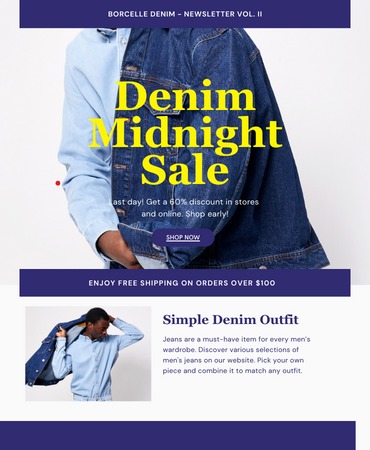 BORCELLE DENIM - NEWSLETTER VOL. II
Denim
Midnight
Sale
Last day! Get a 60% discount in stores
and online. Shop early!
SHOP NOW
ENJOY FREE SHIPPING ON ORDERS OVER $100
Simple Denim Outfit
Jeans are a must-have item for every men's
wardrobe. Discover various selections of
men's jeans on our website. Pick your own
piece and combine it to match any outfit.